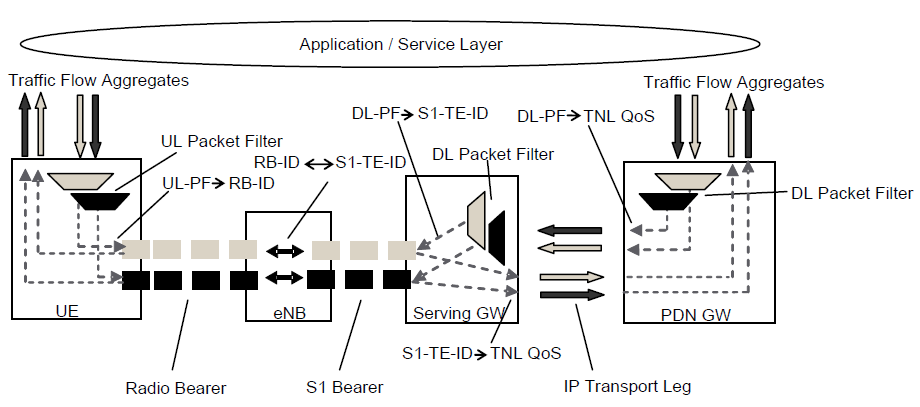 Application / Service Layer
Traffic Flow Aggregates
Traffic Flow Aggregates
DL-PF S1-TE-ID
DL-PF TNL QoS
UL Packet Filter
RB-ID S1-TE-ID
DL Packet Filter
UL-PF RB-ID
DL Packet Filter
UE
eNB
Serving GW
PDN GW
S1-TE-ID TNL QoS
Radio Bearer
S1 Bearer
IP Transport Leg